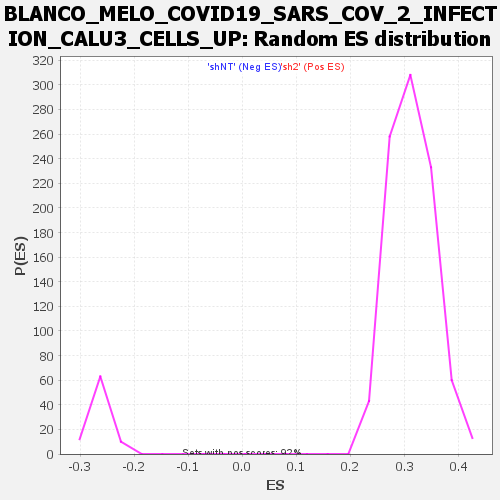 BLANCO_MELO_COVID19_SARS_COV_2_INFECT
ION_CALU3_CELLS_UP: Random ES distribution
'shNT' (Neg ES)'sh2' (Pos ES)
320
300
280
260
240
220
200
180
160
140
120
100
80
60
40
20
0
P(ES)
Sets with pos scores: 92%
-0.3 -0.2 -0.1 0.0 0.1 0.2 0.3 0.4
ES